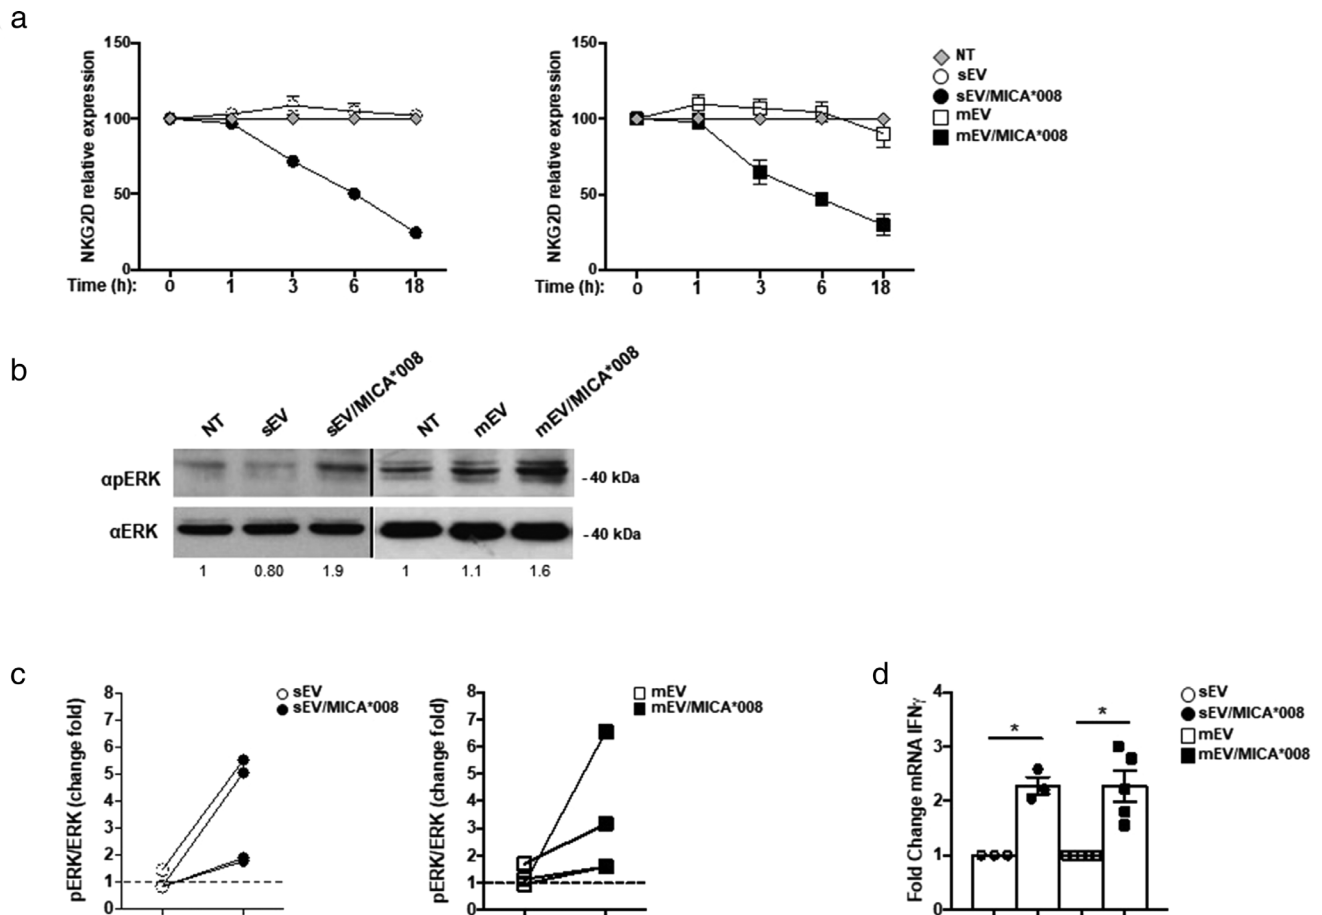 a
NKG2D relative expression
150
100
50
0
Time (h): 0 1 3 6 18
NKG2D relative expression
150
100
50
0
Time (h): 0 1 3 6 18
NT
sEV
sEV/MICA*008
mEV
mEV/MICA*008
b
NT sEV sEV/MICA*008 NT mEV mEV/MICA*008
αpERK - 40 kDa
αERK - 40 kDa
1 0.80 1.9 1 1.1 1.6
c
pERK/ERK (change fold)
8
7
6
5
4
3
2
1
0
sEV
sEV/MICA*008
pERK/ERK (change fold)
8
7
6
5
4
3
2
1
0
mEV
mEV/MICA*008
d
Fold Change mRNA IFNγ
4
3
2
1
0
* *
sEV
sEV/MICA*008
mEV
mEV/MICA*008